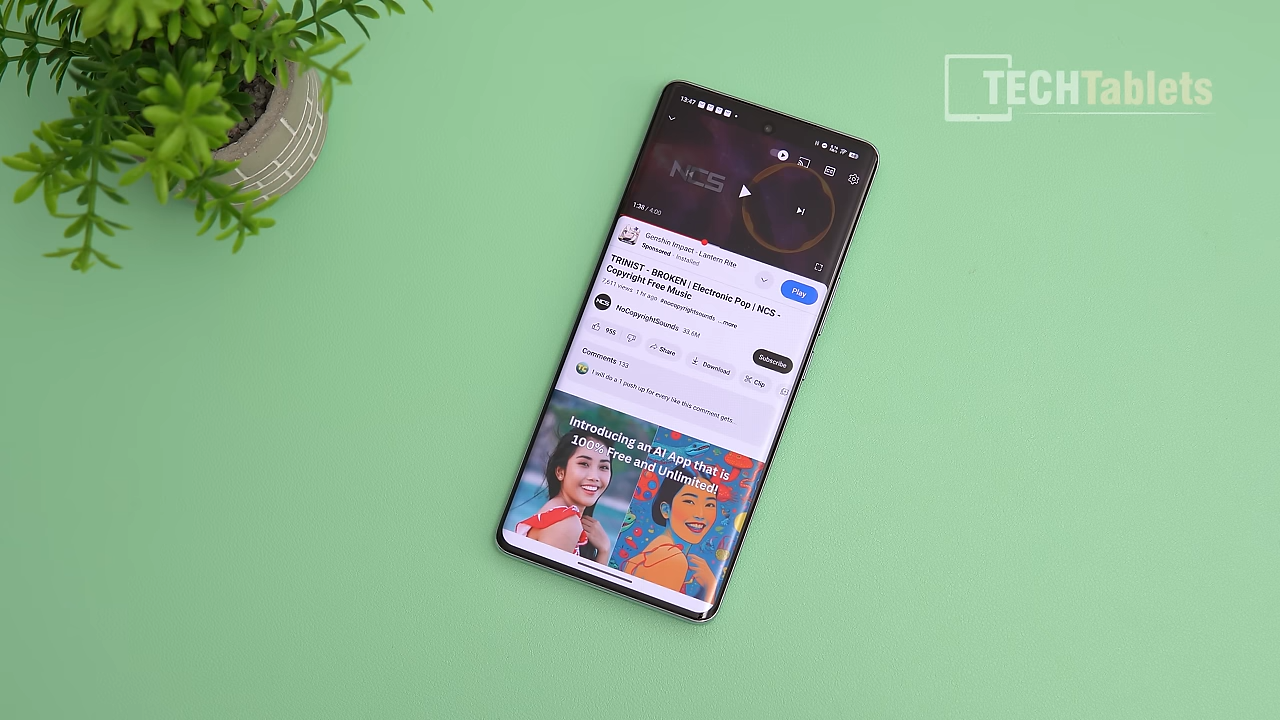 TECHTablets
13:47
NCS
1:38 / 4:00
Genshin Impact - Lantern Rite
Sponsored · Installed
Play
TRINIST - BROKEN | Electronic Pop | NCS -
Copyright Free Music
7,611 views 1 hr ago #nocopyrightsounds ...more
NCS
NoCopyrightSounds 33.6M
Subscribe
955
Share
Download
Clip
Comments 133
I will do a 1 push up for every like this comment gets.
Introducing an AI App that is
100% Free and Unlimited!